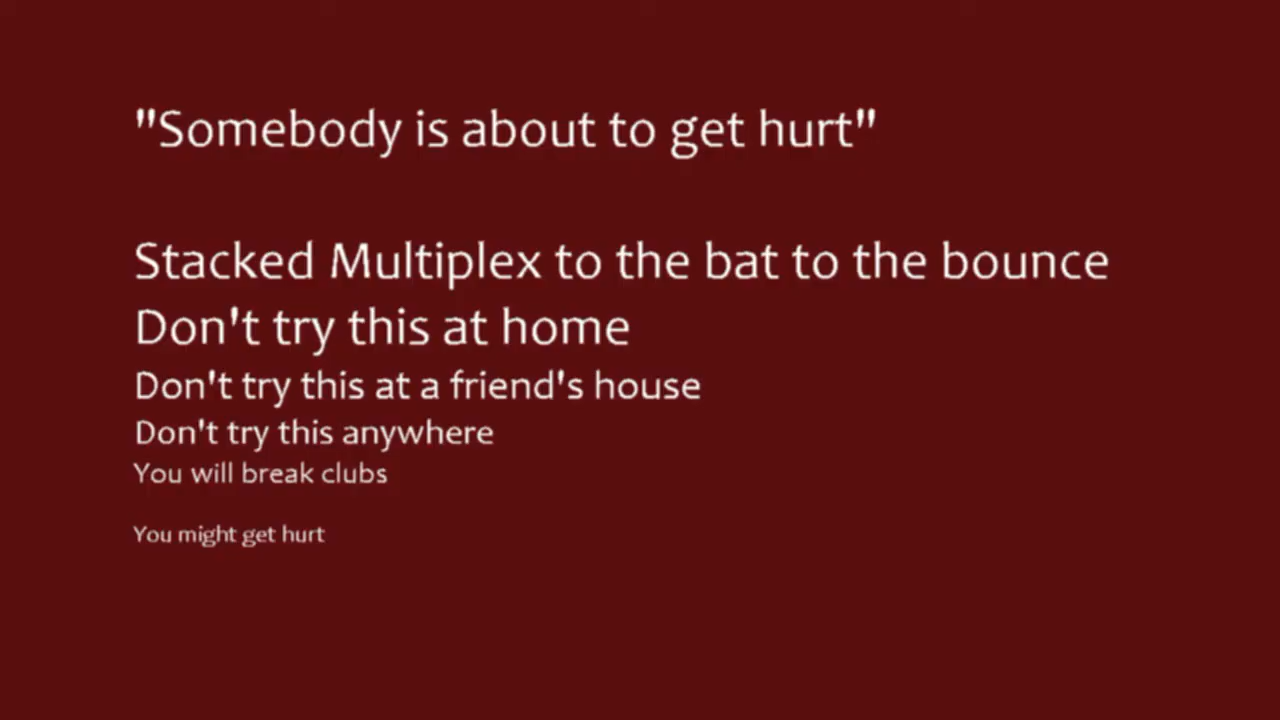 "Somebody is about to get hurt"
Stacked Multiplex to the bat to the bounce
Don't try this at home
Don't try this at a friend's house
Don't try this anywhere
You will break clubs
You might get hurt